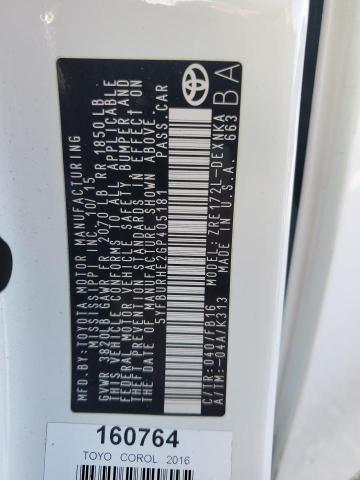 MFD. BY: TOYOTA MOTOR MANUFACTURING
MISSISSIPPI INC. 10/15
GVWR 3820LB GAWR FR 2070 LB RR 1850 LB
THIS VEHICLE CONFORMS TO ALL APPLICABLE
FEDERAL MOTOR VEHICLE SAFETY, BUMPER, AND
THEFT PREVENTION STANDARDS IN EFFECT ON
THE DATE OF MANUFACTURE SHOWN ABOVE.
5YFBURHE2GP405181 PASS.CAR
C/TR: 040 /FB16
A/TM: -04A/K313
MODEL: ZRE172L-DEXNKA
U.S.A. 663
TOYOTA
BA
160764
TOYO COROL 2016